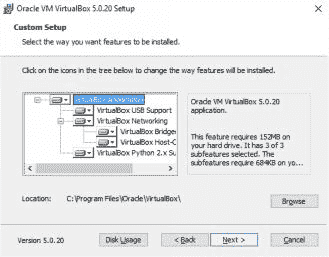 Oracle VM VirtualBox 5.0.20 Setup
Custom Setup
Select the way you want features to be installed.
Click on the icons in the tree below to change the way features will be installed.
VirtualBox USB Support
VirtualBox Networking
VirtualBox Bridge
VirtualBox Host-C
VirtualBox Python 2.x Su
Oracle VM VirtualBox 5.0.20
application.
This feature requires 152MB on
your hard drive. It has 3 of 3
subfeatures selected. The
subfeatures require 684KB on yo...
Location: C:\Program Files\Oracle\VirtualBox\
Browse
Version 5.0.20 Disk Usage < Back Next > Cancel